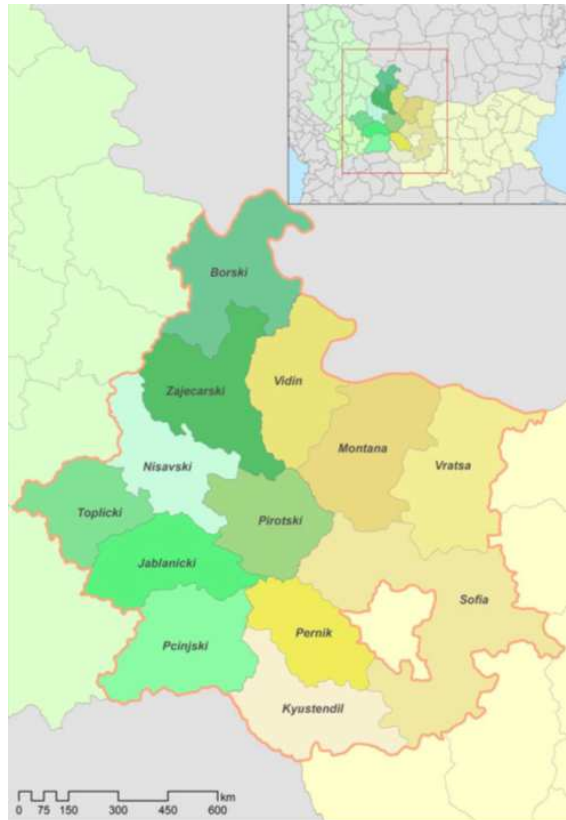 Borski
Zajecarski
Vidin
Montana
Nisavski
Vratsa
Toplicki
Pirotski
Jablanicki
Sofia
Pernik
Pcinjski
Kyustendil
km
0 75 150 300 450 600